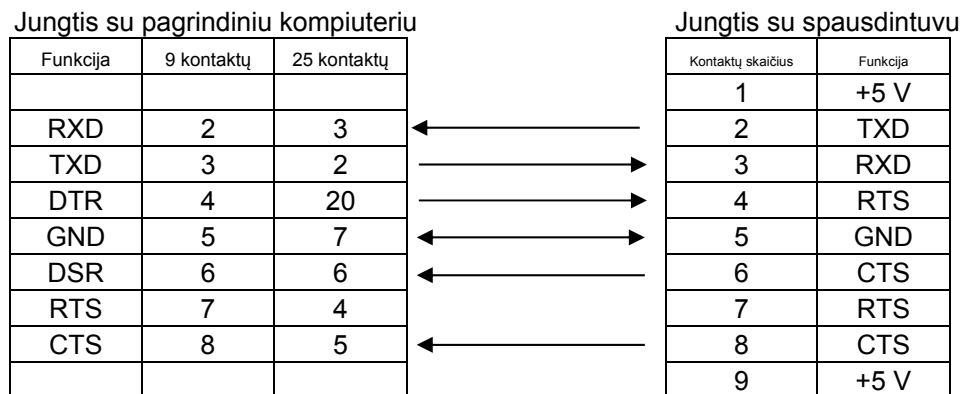 Jungtis su pagrindiniu kompiuteriu Jungtis su spausdintuvu
Funkcija 9 kontaktų 25 kontaktų Kontaktų skaičius Funkcija
1 +5 V
RXD 2 3 2 TXD
TXD 3 2 3 RXD
DTR 4 20 4 RTS
GND 5 7 5 GND
DSR 6 6 6 CTS
RTS 7 4 7 RTS
CTS 8 5 8 CTS
9 +5 V